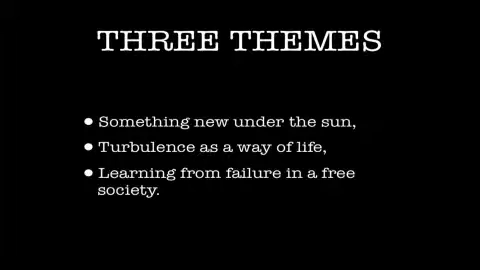 THREE THEMES
• Something new under the sun,
• Turbulence as a way of life,
• Learning from failure in a free
society.